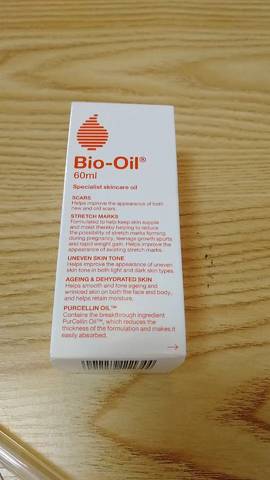 Bio-Oil®
60ml
Specialist skincare oil
SCARS
Helps improve the appearance of both
new and old scars.
STRETCH MARKS
Formulated to help keep skin supple
and moist thereby helping to reduce
the possibility of stretch marks forming
during pregnancy, teenage growth spurts
and rapid weight gain. Helps improve the
appearance of existing stretch marks.
UNEVEN SKIN TONE
Helps improve the appearance of uneven
skin tone in both light and dark skin types.
AGEING & DEHYDRATED SKIN
Helps smooth and tone ageing and
wrinkled skin on both the face and body,
and helps retain moisture.
PURCELLIN OIL™
Contains the breakthrough ingredient
PurCellin Oil™, which reduces the
thickness of the formulation and makes it
easily absorbed.